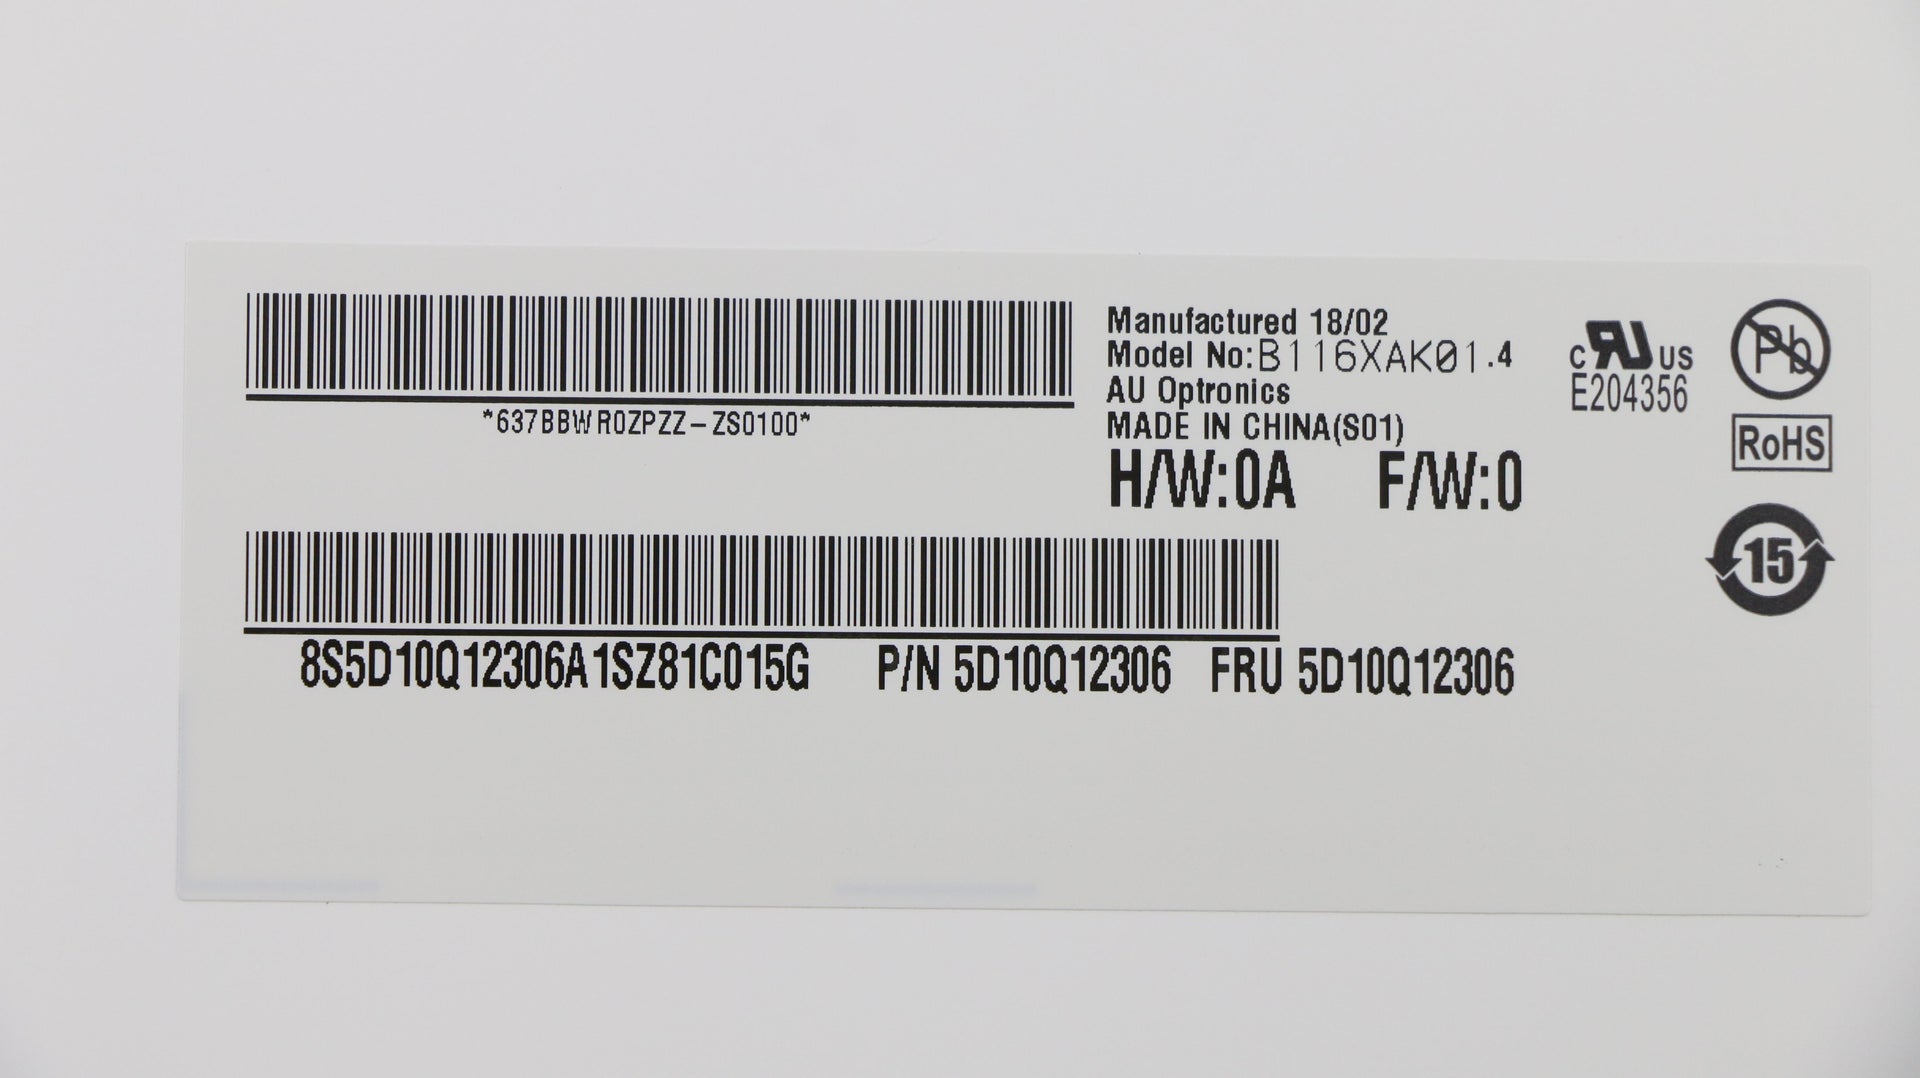 *637BBWR0ZPZZ-ZS0100*
Manufactured 18/02
Model No:B116XAK01.4
AU Optronics
MADE IN CHINA(S01)
H/W:0A F/W:0
c RU US
E204356
Pb
RoHS
15
8S5D10Q12306A1SZ81C015G P/N 5D10Q12306 FRU 5D10Q12306